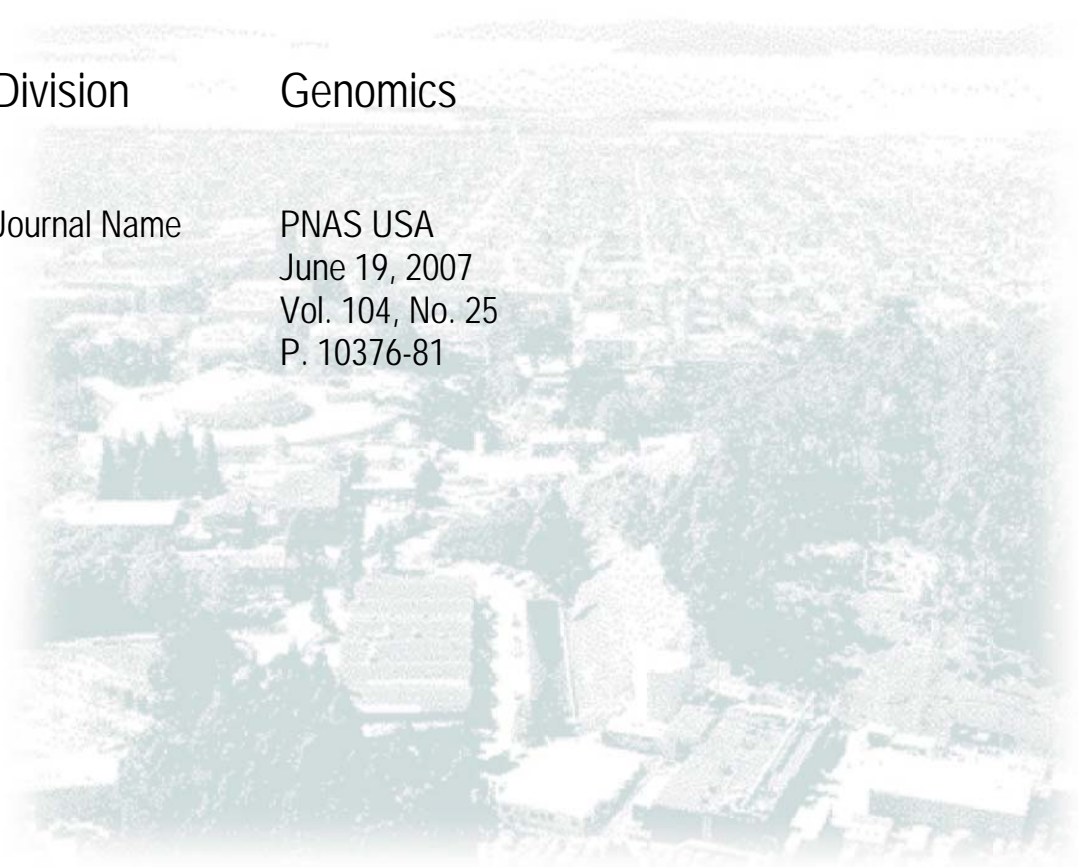 Division Genomics
Journal Name PNAS USA
June 19, 2007
Vol. 104, No. 25
P. 10376-81